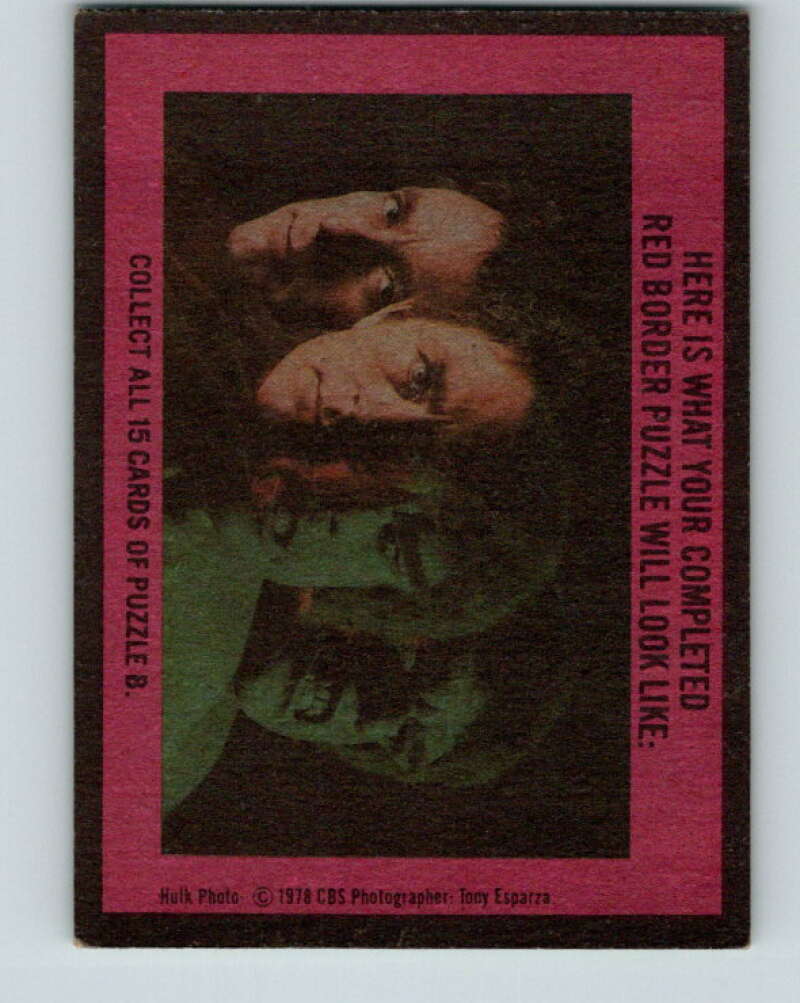 HERE IS WHAT YOUR COMPLETED
RED BORDER PUZZLE WILL LOOK LIKE:
COLLECT ALL 15 CARDS OF PUZZLE B.
Hulk Photo © 1978 CBS Photographer: Tony Esparza